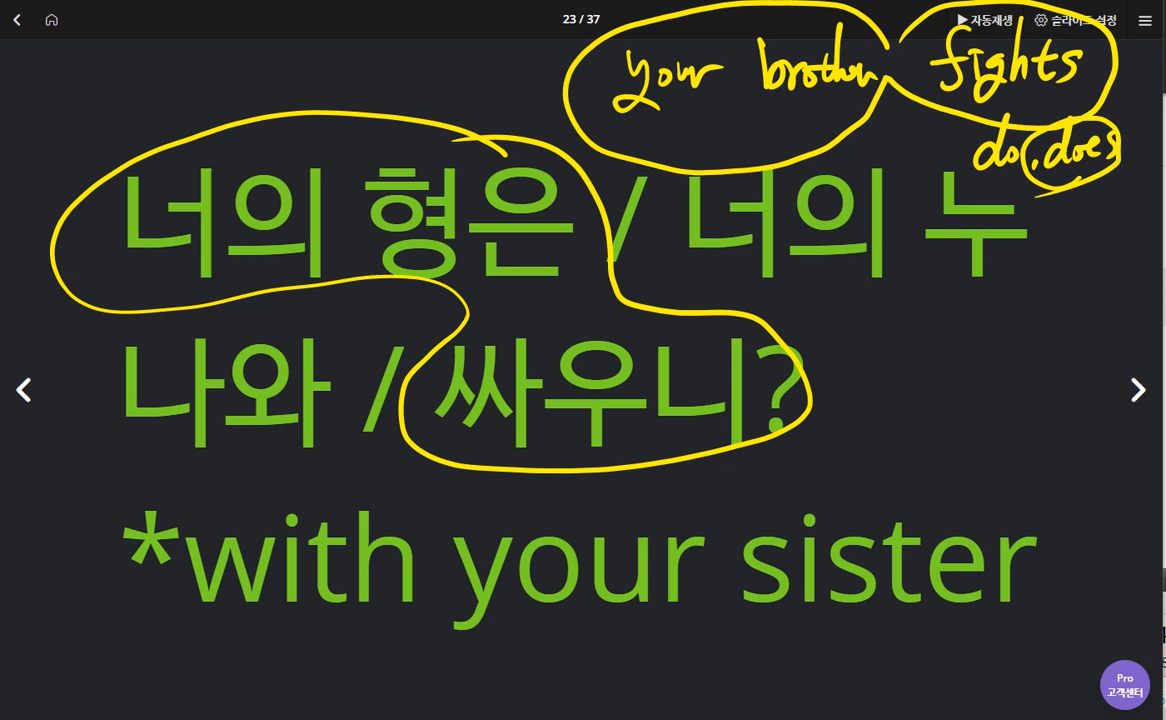 23 / 37
자동재생
슬라이드 설정
your brother fights
do, does
너의 형은 / 너의 누
나와 / 싸우니?
*with your sister
Pro
고객센터